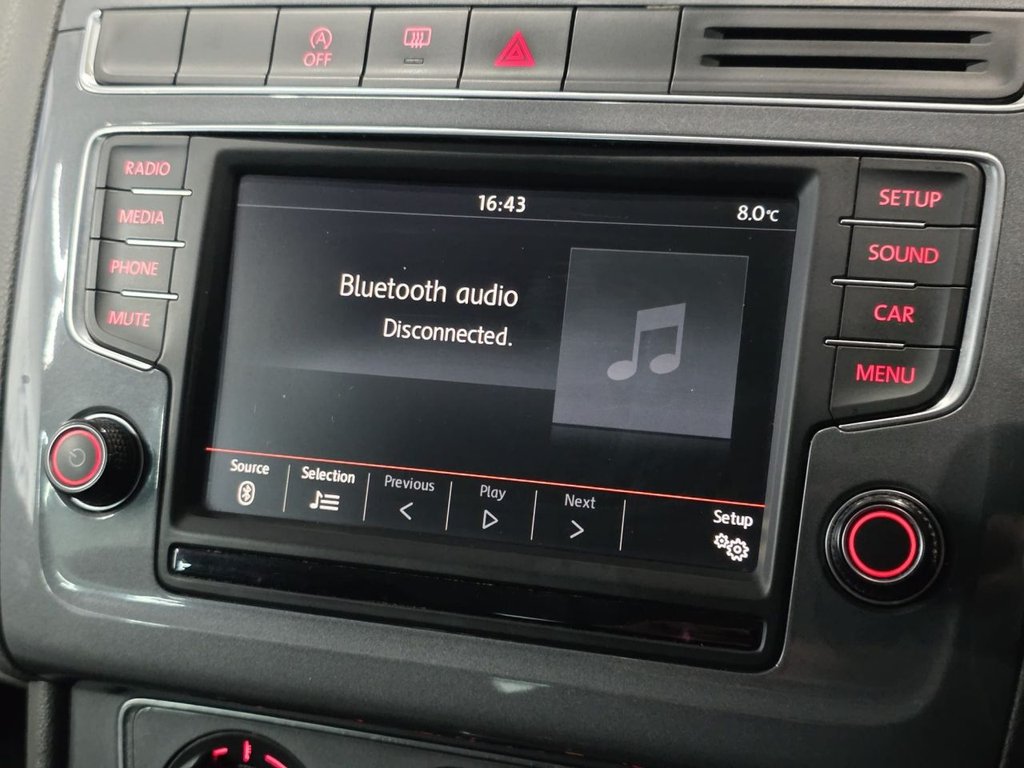 A
OFF
RADIO
MEDIA
PHONE
MUTE
16:43
8.0°C
Bluetooth audio
Disconnected.
Source
Selection
Previous
Play
Next
Setup
SETUP
SOUND
CAR
MENU